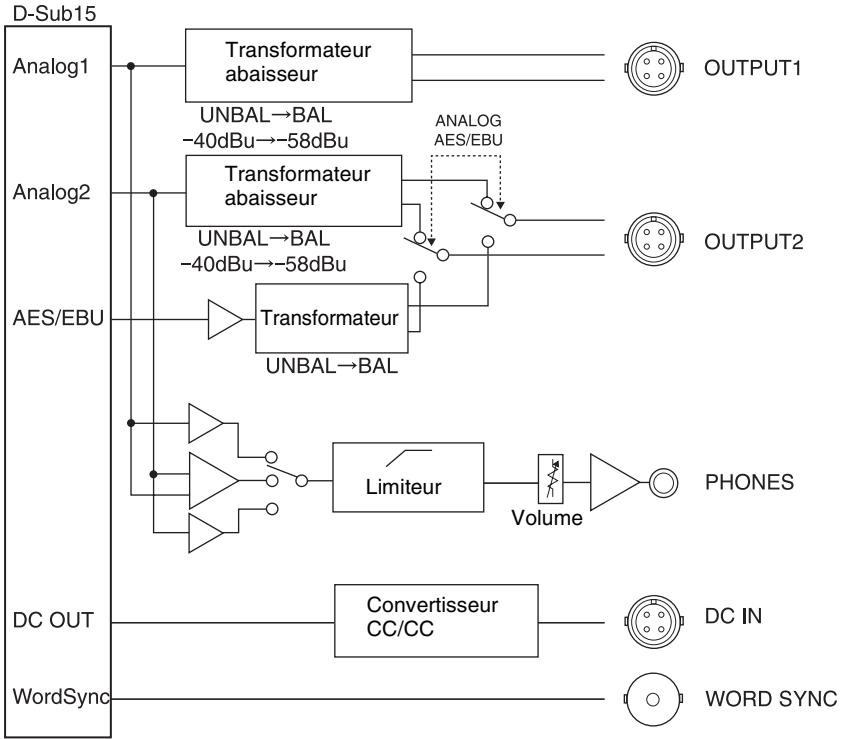 D-Sub15
Analog1
Transformateur
abaisseur
OUTPUT1
UNBAL→BAL
−40dBu→−58dBu
ANALOG
AES/EBU
Analog2
Transformateur
abaisseur
OUTPUT2
UNBAL→BAL
−40dBu→−58dBu
AES/EBU
Transformateur
UNBAL→BAL
Limiteur
Volume
PHONES
DC OUT
Convertisseur
CC/CC
DC IN
WordSync
WORD SYNC